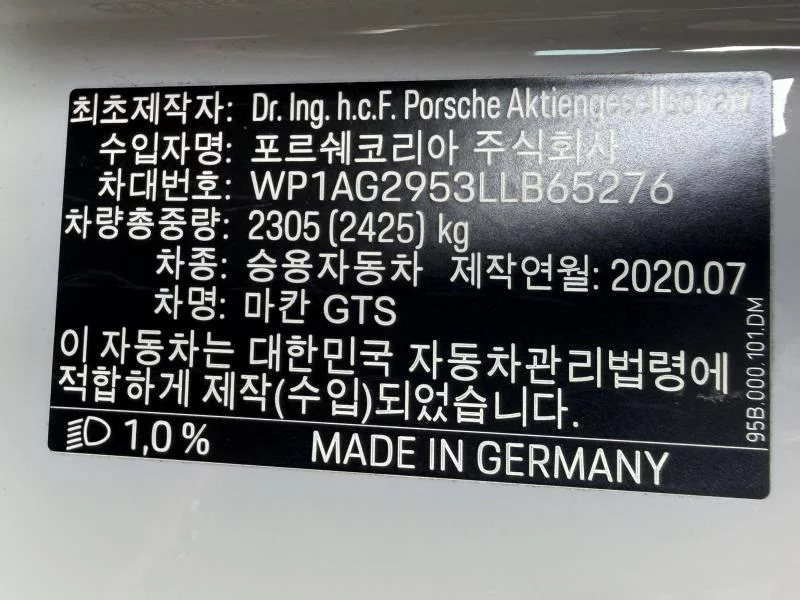 최초제작자: Dr. Ing. h.c.F. Porsche Aktiengesellschaft
수입자명: 포르쉐코리아 주식회사
차대번호: WP1AG2953LLB65276
차량총중량: 2305 (2425) kg
차종: 승용자동차 제작연월: 2020.07
차명: 마칸 GTS
이 자동차는 대한민국 자동차관리법령에
적합하게 제작(수입)되었습니다.
1,0 % MADE IN GERMANY
95B.000.101.DM